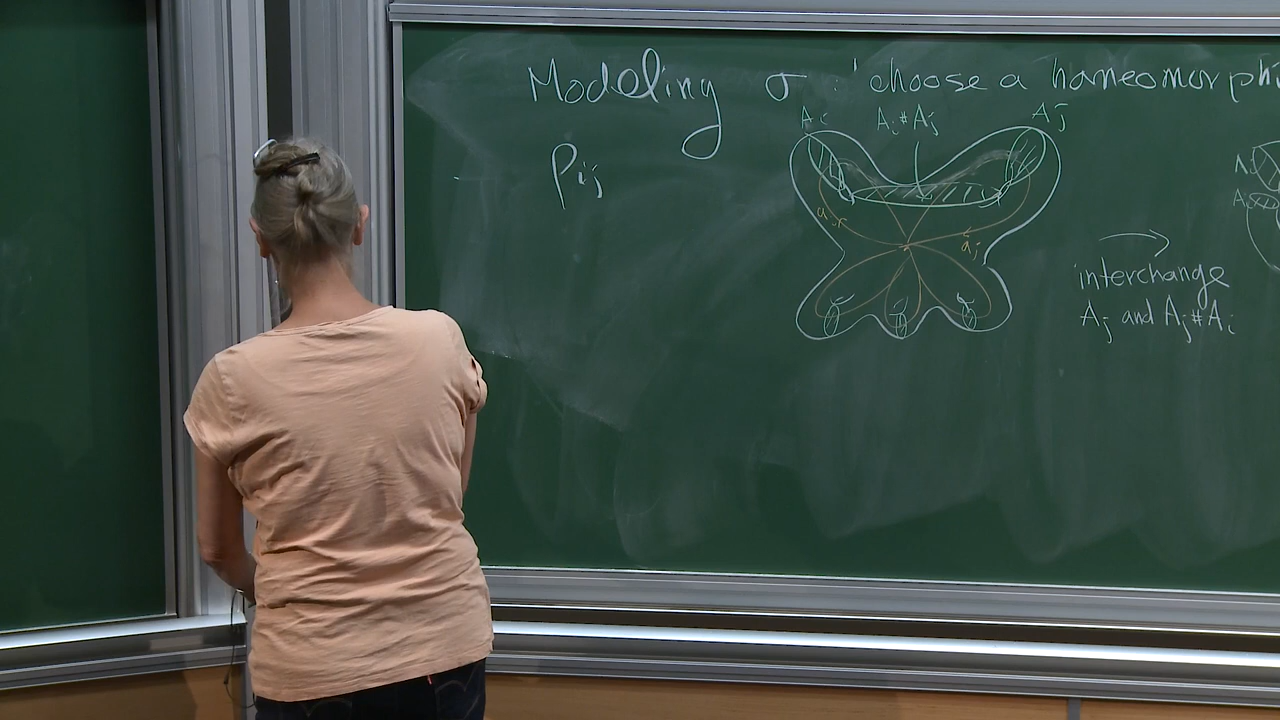 Modeling σ : choose a homeomorphi
Ai Ai#Aj Aj
Pij
ai
aj
interchange
Aj and Aj#Ai